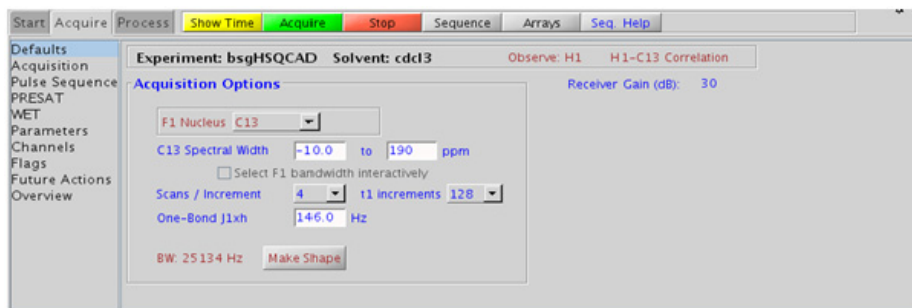 Start Acquire Process Show Time Acquire Stop Sequence Arrays Seq. Help
Defaults
Acquisition
Pulse Sequence
PRESAT
WET
Parameters
Channels
Flags
Future Actions
Overview
Experiment: bsgHSQCAD Solvent: cdcl3 Observe: H1 H1-C13 Correlation
Acquisition Options
Receiver Gain (dB): 30
F1 Nucleus C13
C13 Spectral Width -10.0 to 190 ppm
Select F1 bandwidth interactively
Scans / Increment 4 t1 increments 128
One-Bond J1xh 146.0 Hz
BW: 25134 Hz Make Shape